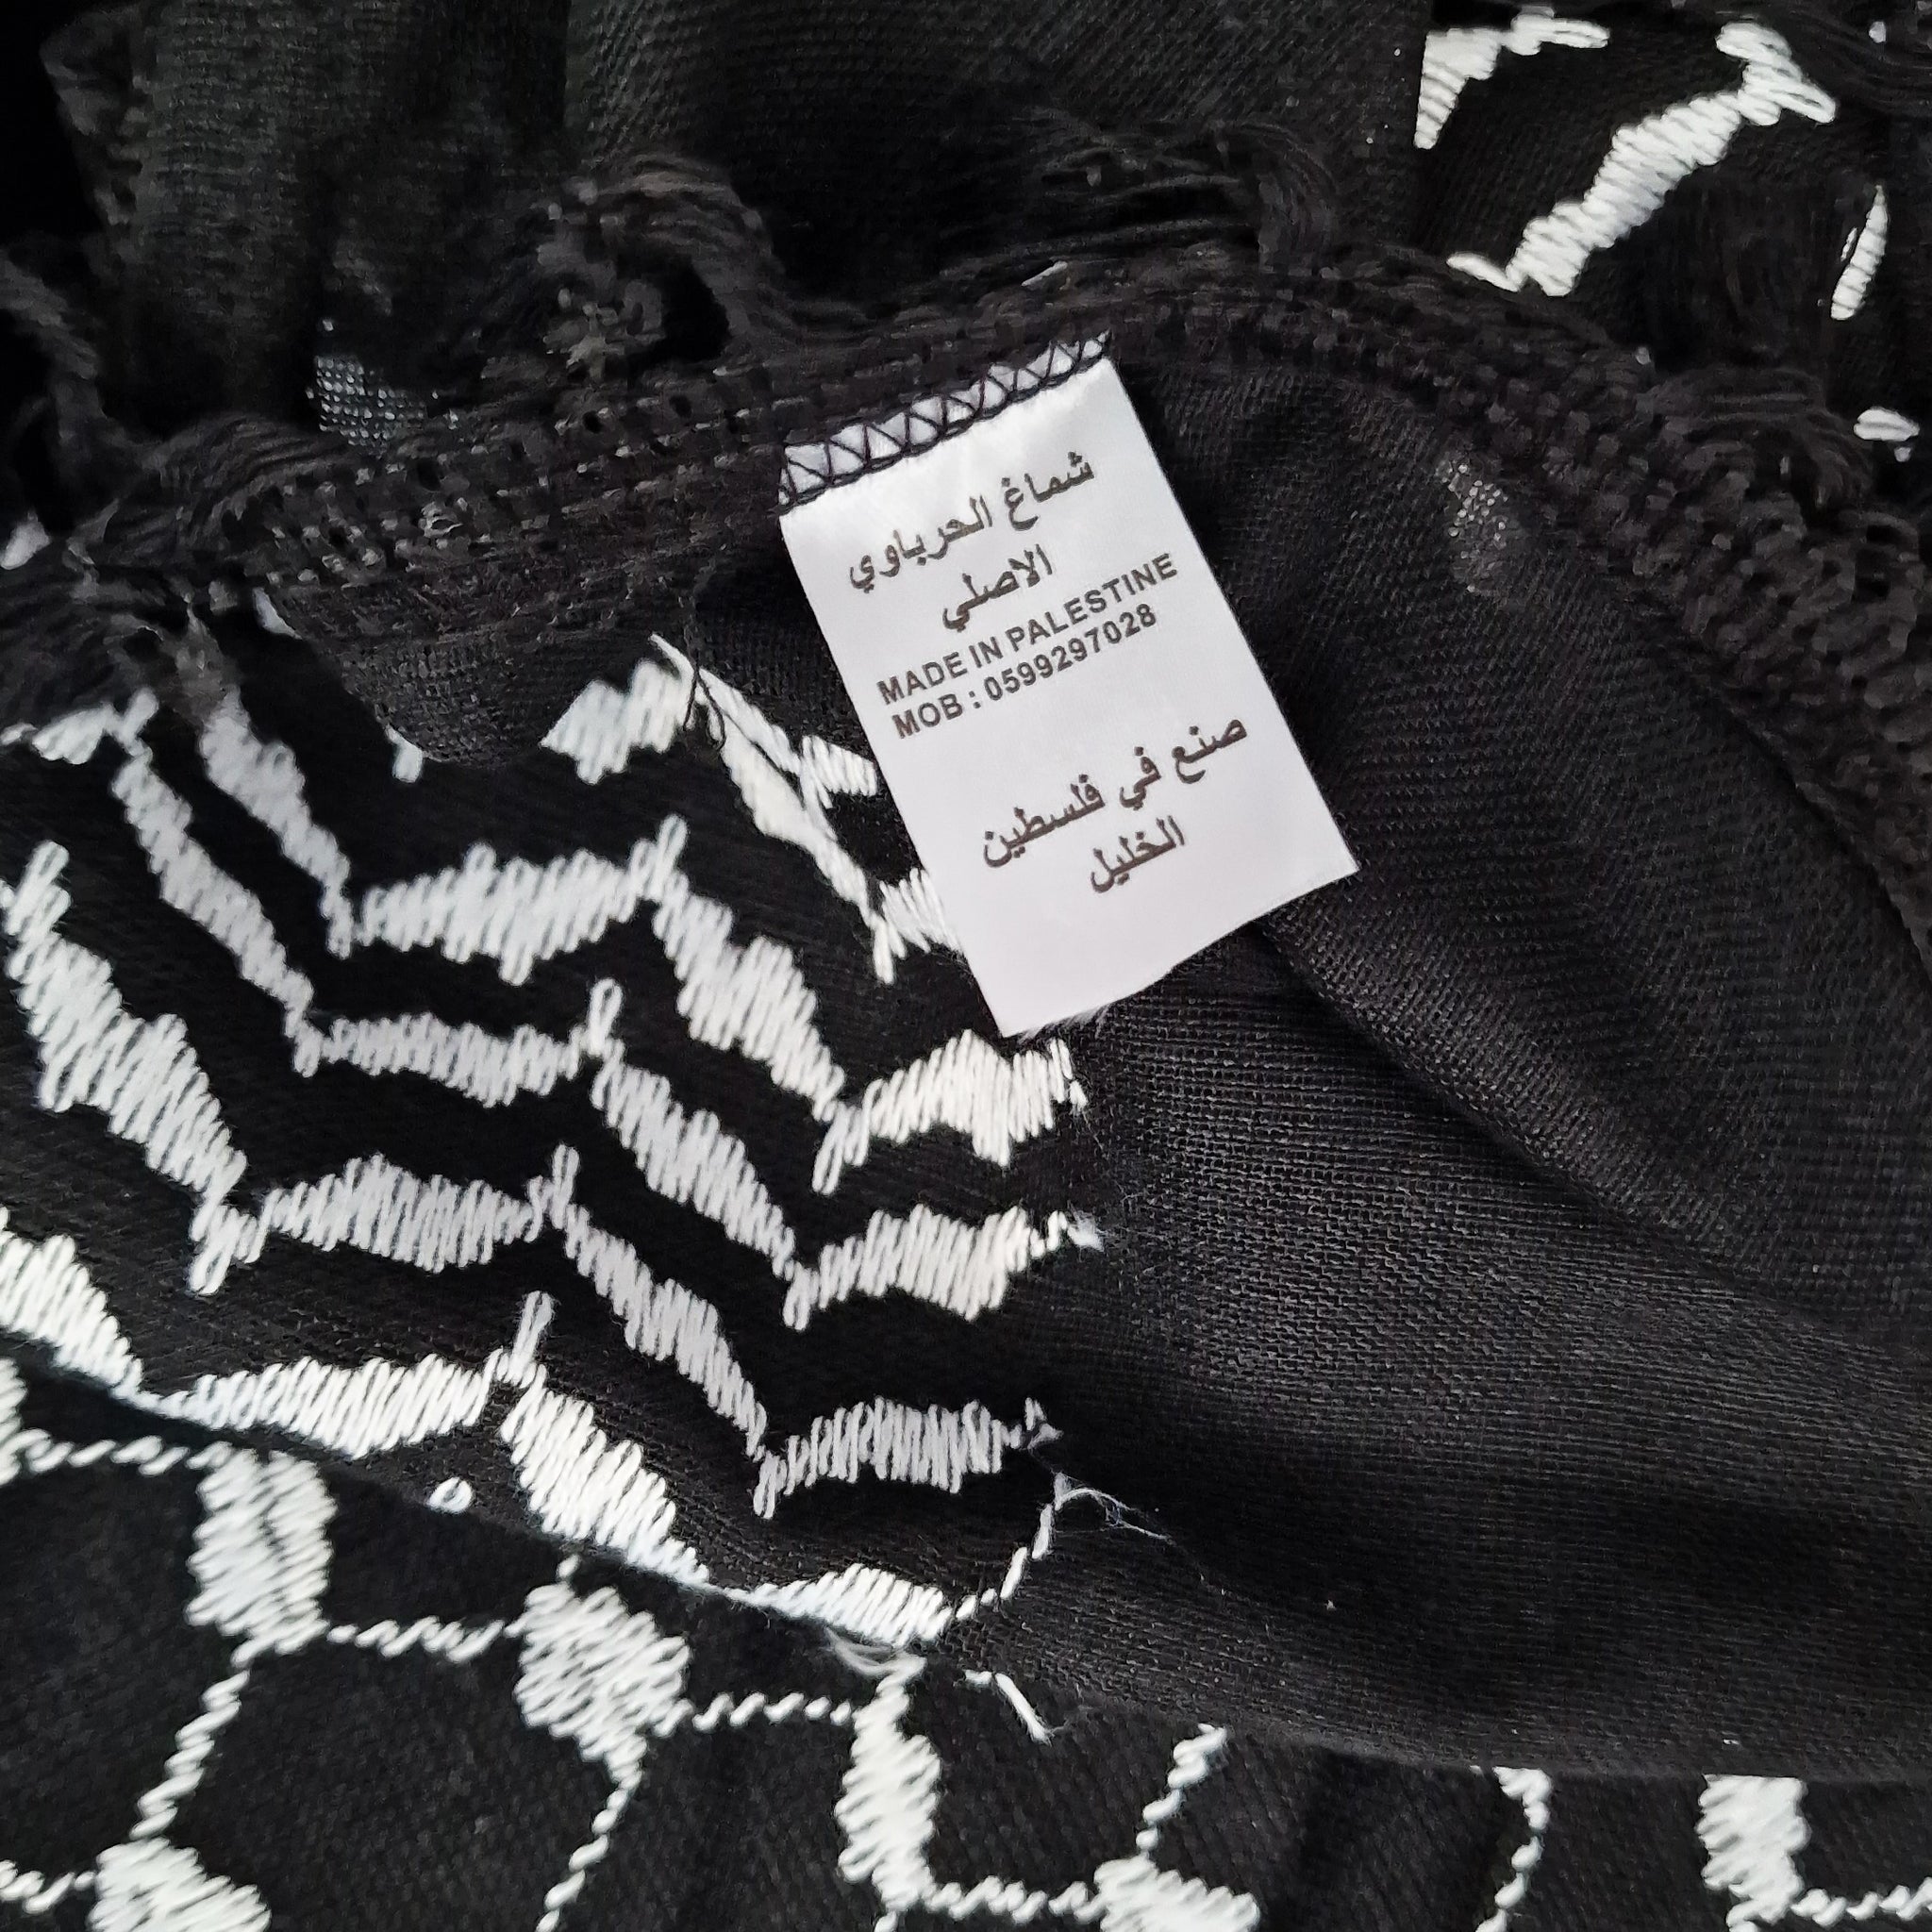 شماغ الحرباوي
الاصلي
MADE IN PALESTINE
MOB : 0599297028
صنع في فلسطين
الخليل